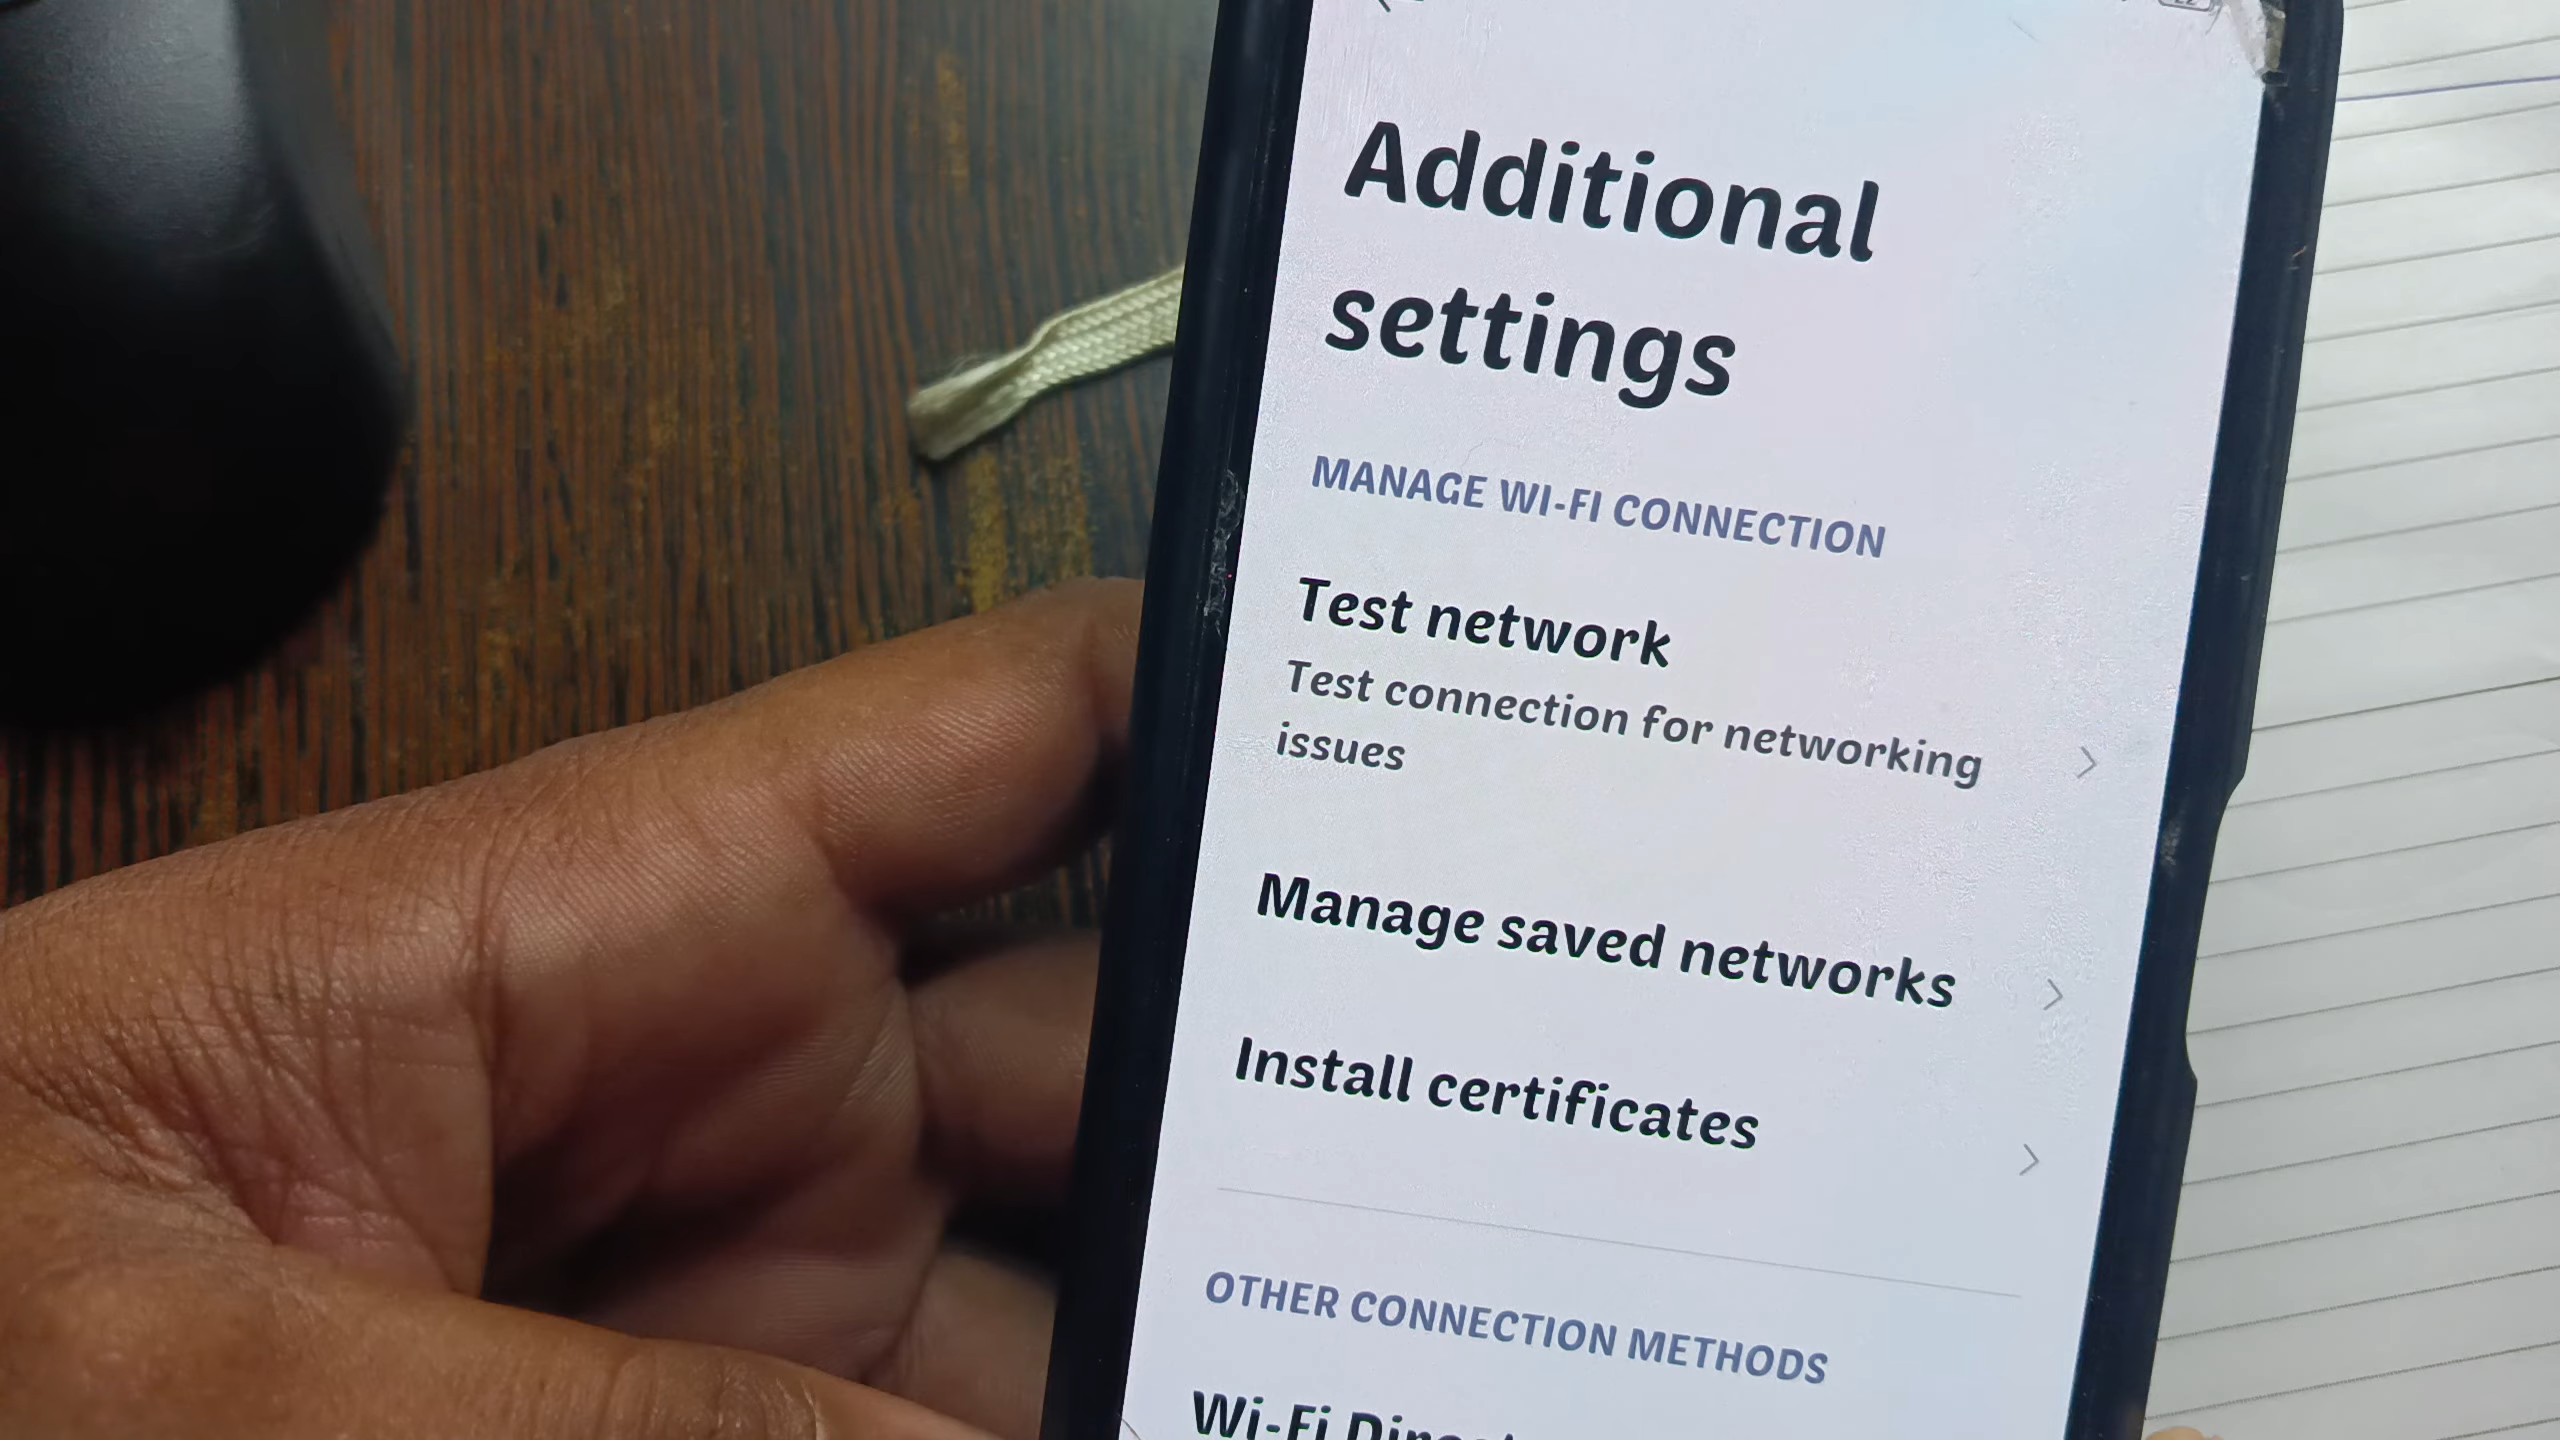 Additional
settings
MANAGE WI-FI CONNECTION
Test network
Test connection for networking
issues
Manage saved networks
Install certificates
OTHER CONNECTION METHODS
Wi-Fi Direct